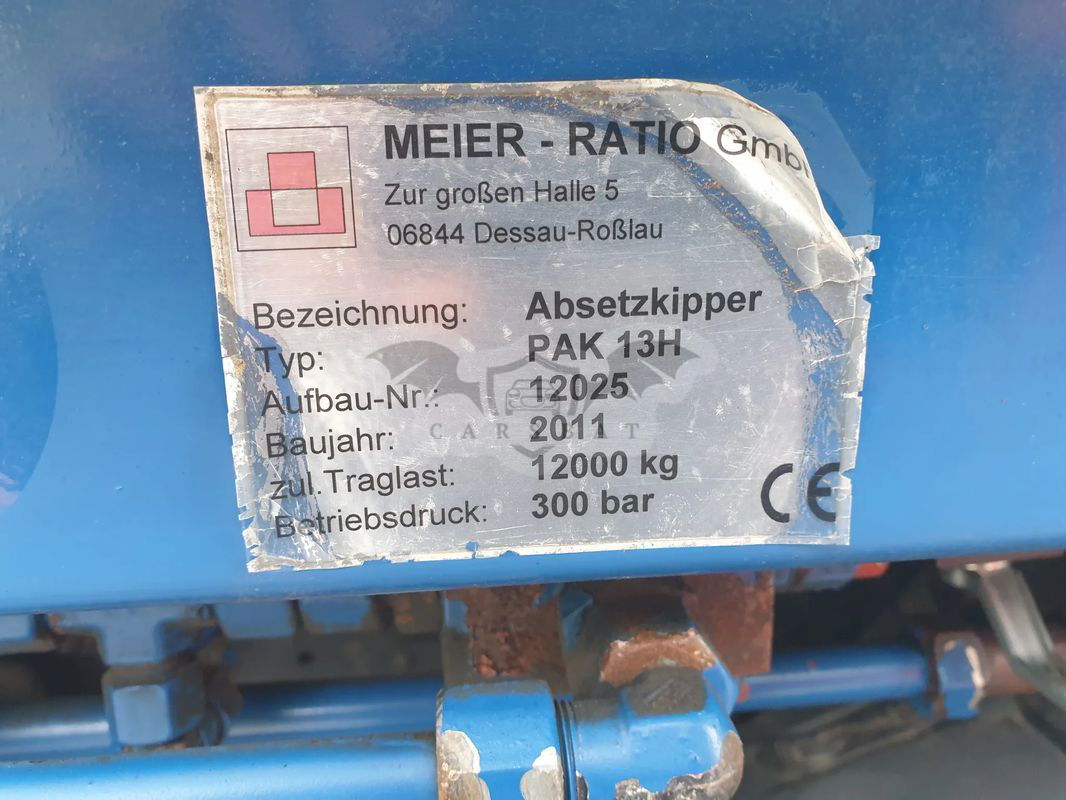 MEIER - RATIO GmbH
Zur großen Halle 5
06844 Dessau-Roßlau
Bezeichnung: Absetzkipper
Typ: PAK 13H
Aufbau-Nr.: 12025
Baujahr: 2011
zul.Traglast: 12000 kg
Betriebsdruck: 300 bar
CE